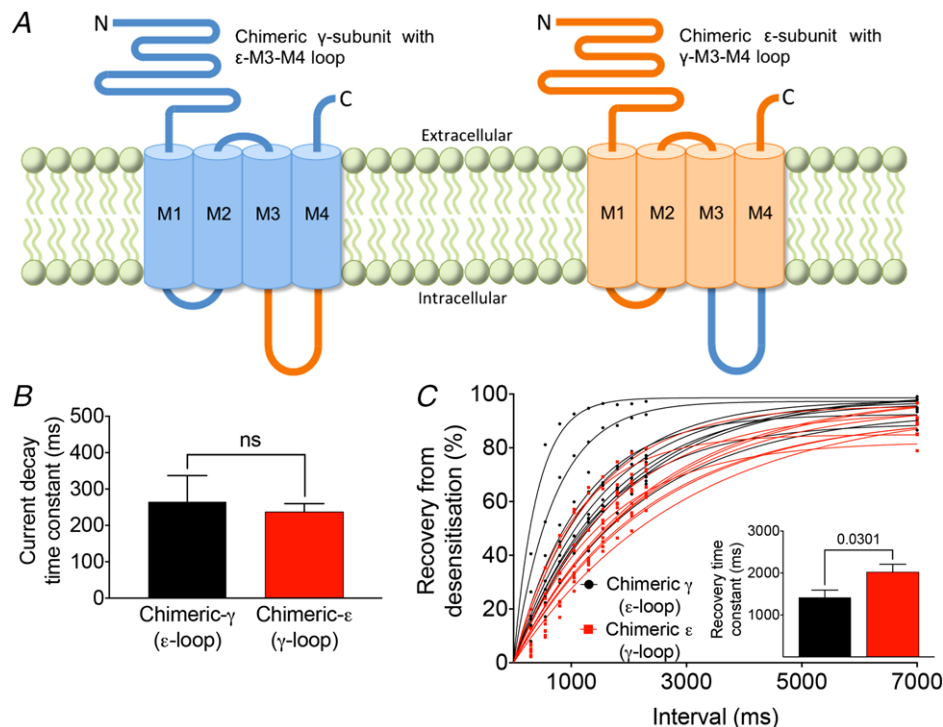 A
N
Chimeric γ-subunit with
ε-M3-M4 loop
C
N
Chimeric ε-subunit with
γ-M3-M4 loop
C
Extracellular
M1 M2 M3 M4
M1 M2 M3 M4
Intracellular
B
500
400
300
200
100
0
Current decay
time constant (ms)
ns
Chimeric-γ
(ε-loop)
Chimeric-ε
(γ-loop)
C
100
80
60
40
20
0
Recovery from
desensitisation (%)
Chimeric γ
(ε-loop)
Chimeric ε
(γ-loop)
3000
2000
1000
Recovery time
constant (ms)
0.0301
1000 3000 5000 7000
Interval (ms)